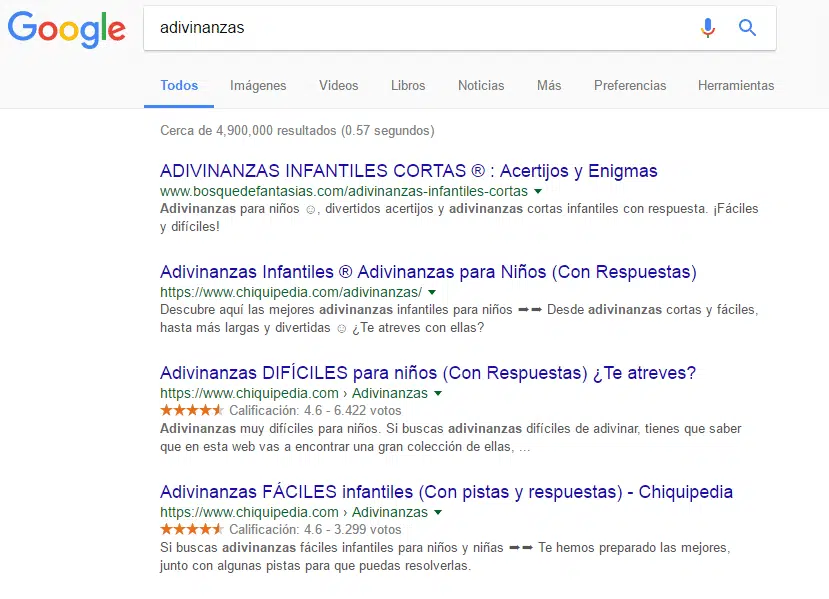 Google
adivinanzas
Todos Imágenes Videos Libros Noticias Más Preferencias Herramientas
Cerca de 4,900,000 resultados (0.57 segundos)
ADIVINANZAS INFANTILES CORTAS ® : Acertijos y Enigmas
www.bosquedefantasias.com/adivinanzas-infantiles-cortas
Adivinanzas para niños ☺, divertidos acertijos y adivinanzas cortas infantiles con respuesta. ¡Fáciles
y difíciles!
Adivinanzas Infantiles ® Adivinanzas para Niños (Con Respuestas)
https://www.chiquipedia.com/adivinanzas/
Descubre aquí las mejores adivinanzas infantiles para niños ➡➡ Desde adivinanzas cortas y fáciles,
hasta más largas y divertidas ☺ ¿Te atreves con ellas?
Adivinanzas DIFÍCILES para niños (Con Respuestas) ¿Te atreves?
https://www.chiquipedia.com › Adivinanzas
Calificación: 4.6 - 6.422 votos
Adivinanzas muy difíciles para niños. Si buscas adivinanzas difíciles de adivinar, tienes que saber
que en esta web vas a encontrar una gran colección de ellas, ...
Adivinanzas FÁCILES infantiles (Con pistas y respuestas) - Chiquipedia
https://www.chiquipedia.com › Adivinanzas
Calificación: 4.6 - 3.299 votos
Si buscas adivinanzas fáciles infantiles para niños y niñas ➡➡ Te hemos preparado las mejores,
junto con algunas pistas para que puedas resolverlas.